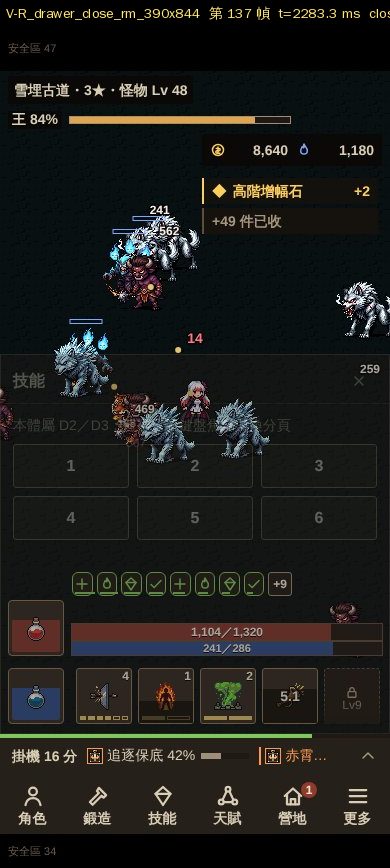 V-R_drawer_close_rm_390x844 第 137 幀 t=2283.3 ms clos
安全區 47
雪埋古道・3★・怪物 Lv 48
王 84%
8,640 1,180
◆ 高階增幅石 +2
+49 件已收
241
562
14
259
技能 ×
469
本體屬 D2／D3
1 2 3
4 5 6
+9
1,104／1,320
241／286
4 1 2 5.1 Lv9
掛機 16 分 追逐保底 42% 赤霄…
1
角色 鍛造 技能 天賦 營地 更多
安全區 34